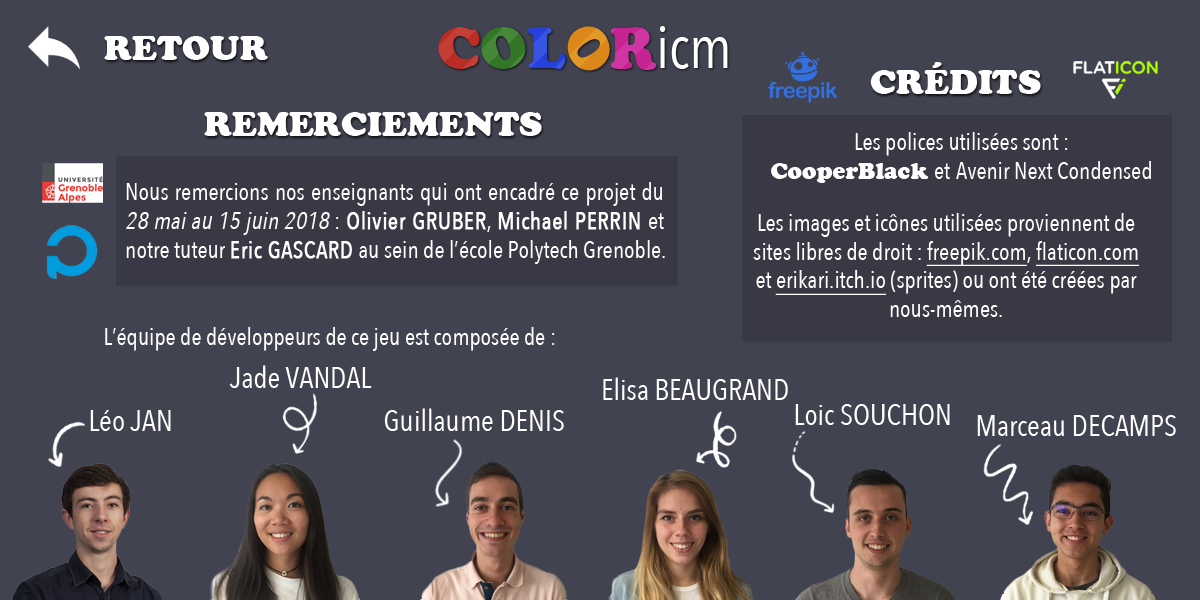 RETOUR
COLORicm
freepik
CRÉDITS
FLATICON
REMERCIEMENTS
UNIVERSITÉ
Grenoble
Alpes
Nous remercions nos enseignants qui ont encadré ce projet du
28 mai au 15 juin 2018 : Olivier GRUBER, Michael PERRIN et
notre tuteur Eric GASCARD au sein de l'école Polytech Grenoble.
Les polices utilisées sont :
CooperBlack et Avenir Next Condensed
Les images et icônes utilisées proviennent de
sites libres de droit : freepik.com, flaticon.com
et erikari.itch.io (sprites) ou ont été créées par
nous-mêmes.
L'équipe de développeurs de ce jeu est composée de :
Léo JAN
Jade VANDAL
Guillaume DENIS
Elisa BEAUGRAND
Loic SOUCHON
Marceau DECAMPS